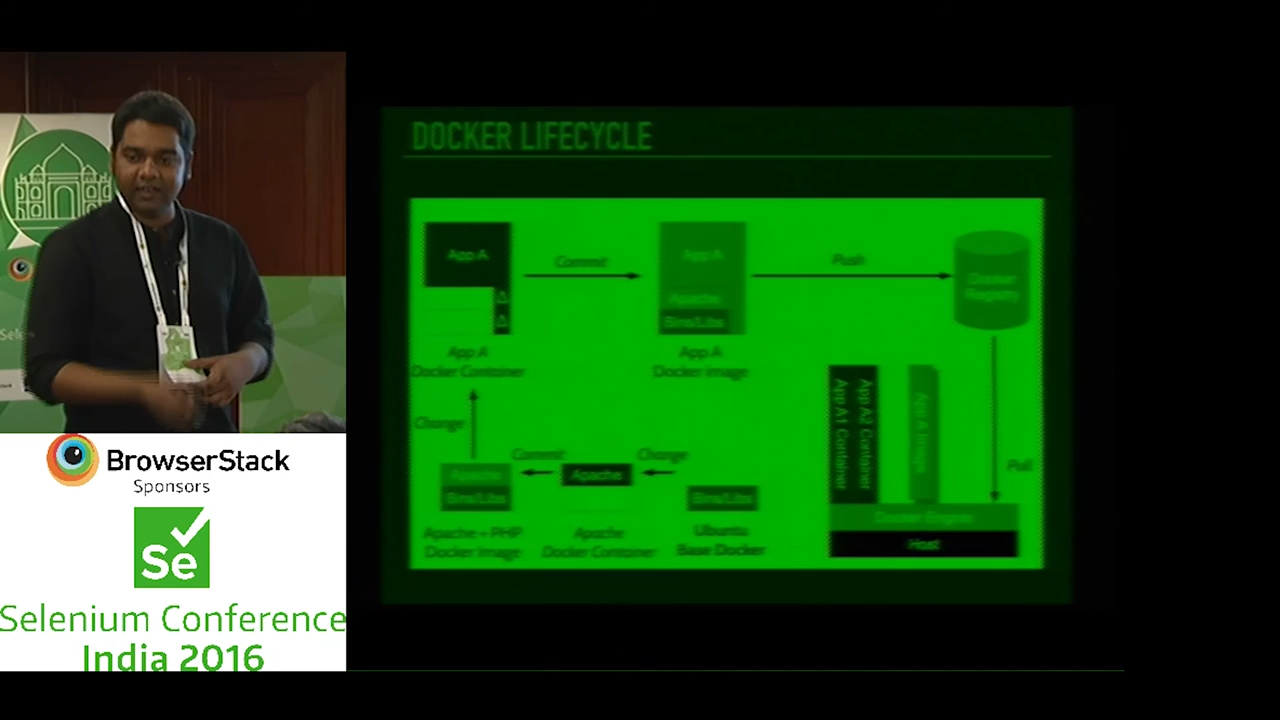 DOCKER LIFECYCLE
App A
Commit
App A
Apache
Bins/Libs
Push
Docker
Registry
App A
Docker Container
App A
Docker Image
Change
Commit
Change
Apache
Bins/Libs
Apache
Bins/Libs
Apache + PHP
Docker Image
Apache
Docker Container
Ubuntu
Base Docker
App A1 Container
App A2 Container
App A Image
Pull
Docker Engine
Host
BrowserStack
Sponsors
Se
Selenium Conference
India 2016